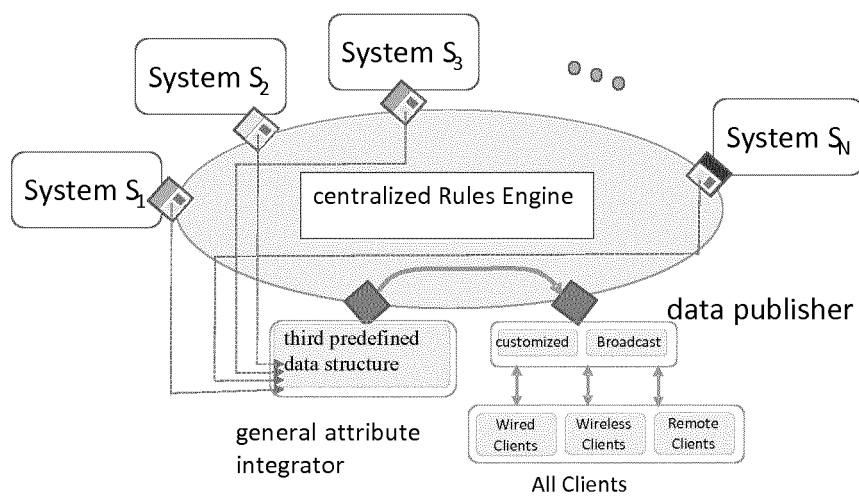 System S3
System S2
System SN
System S1
centralized Rules Engine
data publisher
third predefined
data structure
customized
Broadcast
general attribute
integrator
Wired
Clients
Wireless
Clients
Remote
Clients
All Clients